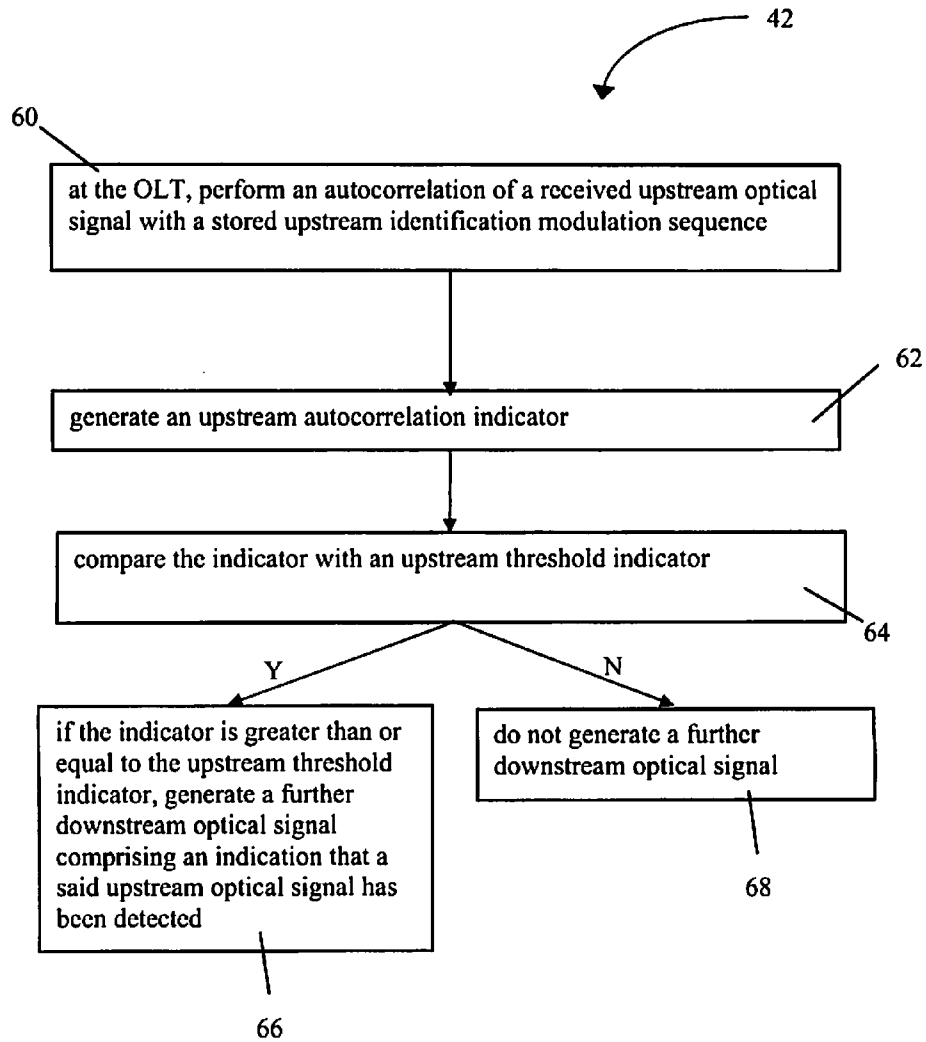 42
60
at the OLT, perform an autocorrelation of a received upstream optical
signal with a stored upstream identification modulation sequence
62
generate an upstream autocorrelation indicator
compare the indicator with an upstream threshold indicator
64
Y
N
if the indicator is greater than or
equal to the upstream threshold
indicator, generate a further
downstream optical signal
comprising an indication that a
said upstream optical signal has
been detected
do not generate a further
downstream optical signal
68
66